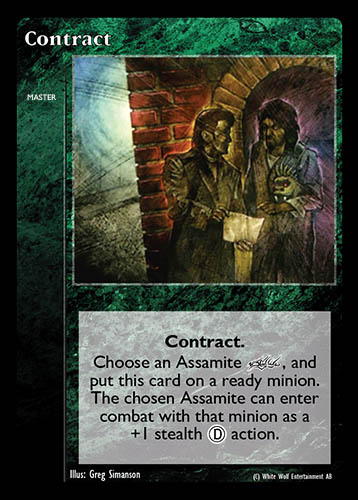 Contract
MASTER
Contract.
Choose an Assamite , and
put this card on a ready minion.
The chosen Assamite can enter
combat with that minion as a
+1 stealth Ⓓ action.
Illus: Greg Simanson
(C) White Wolf Entertainment AB